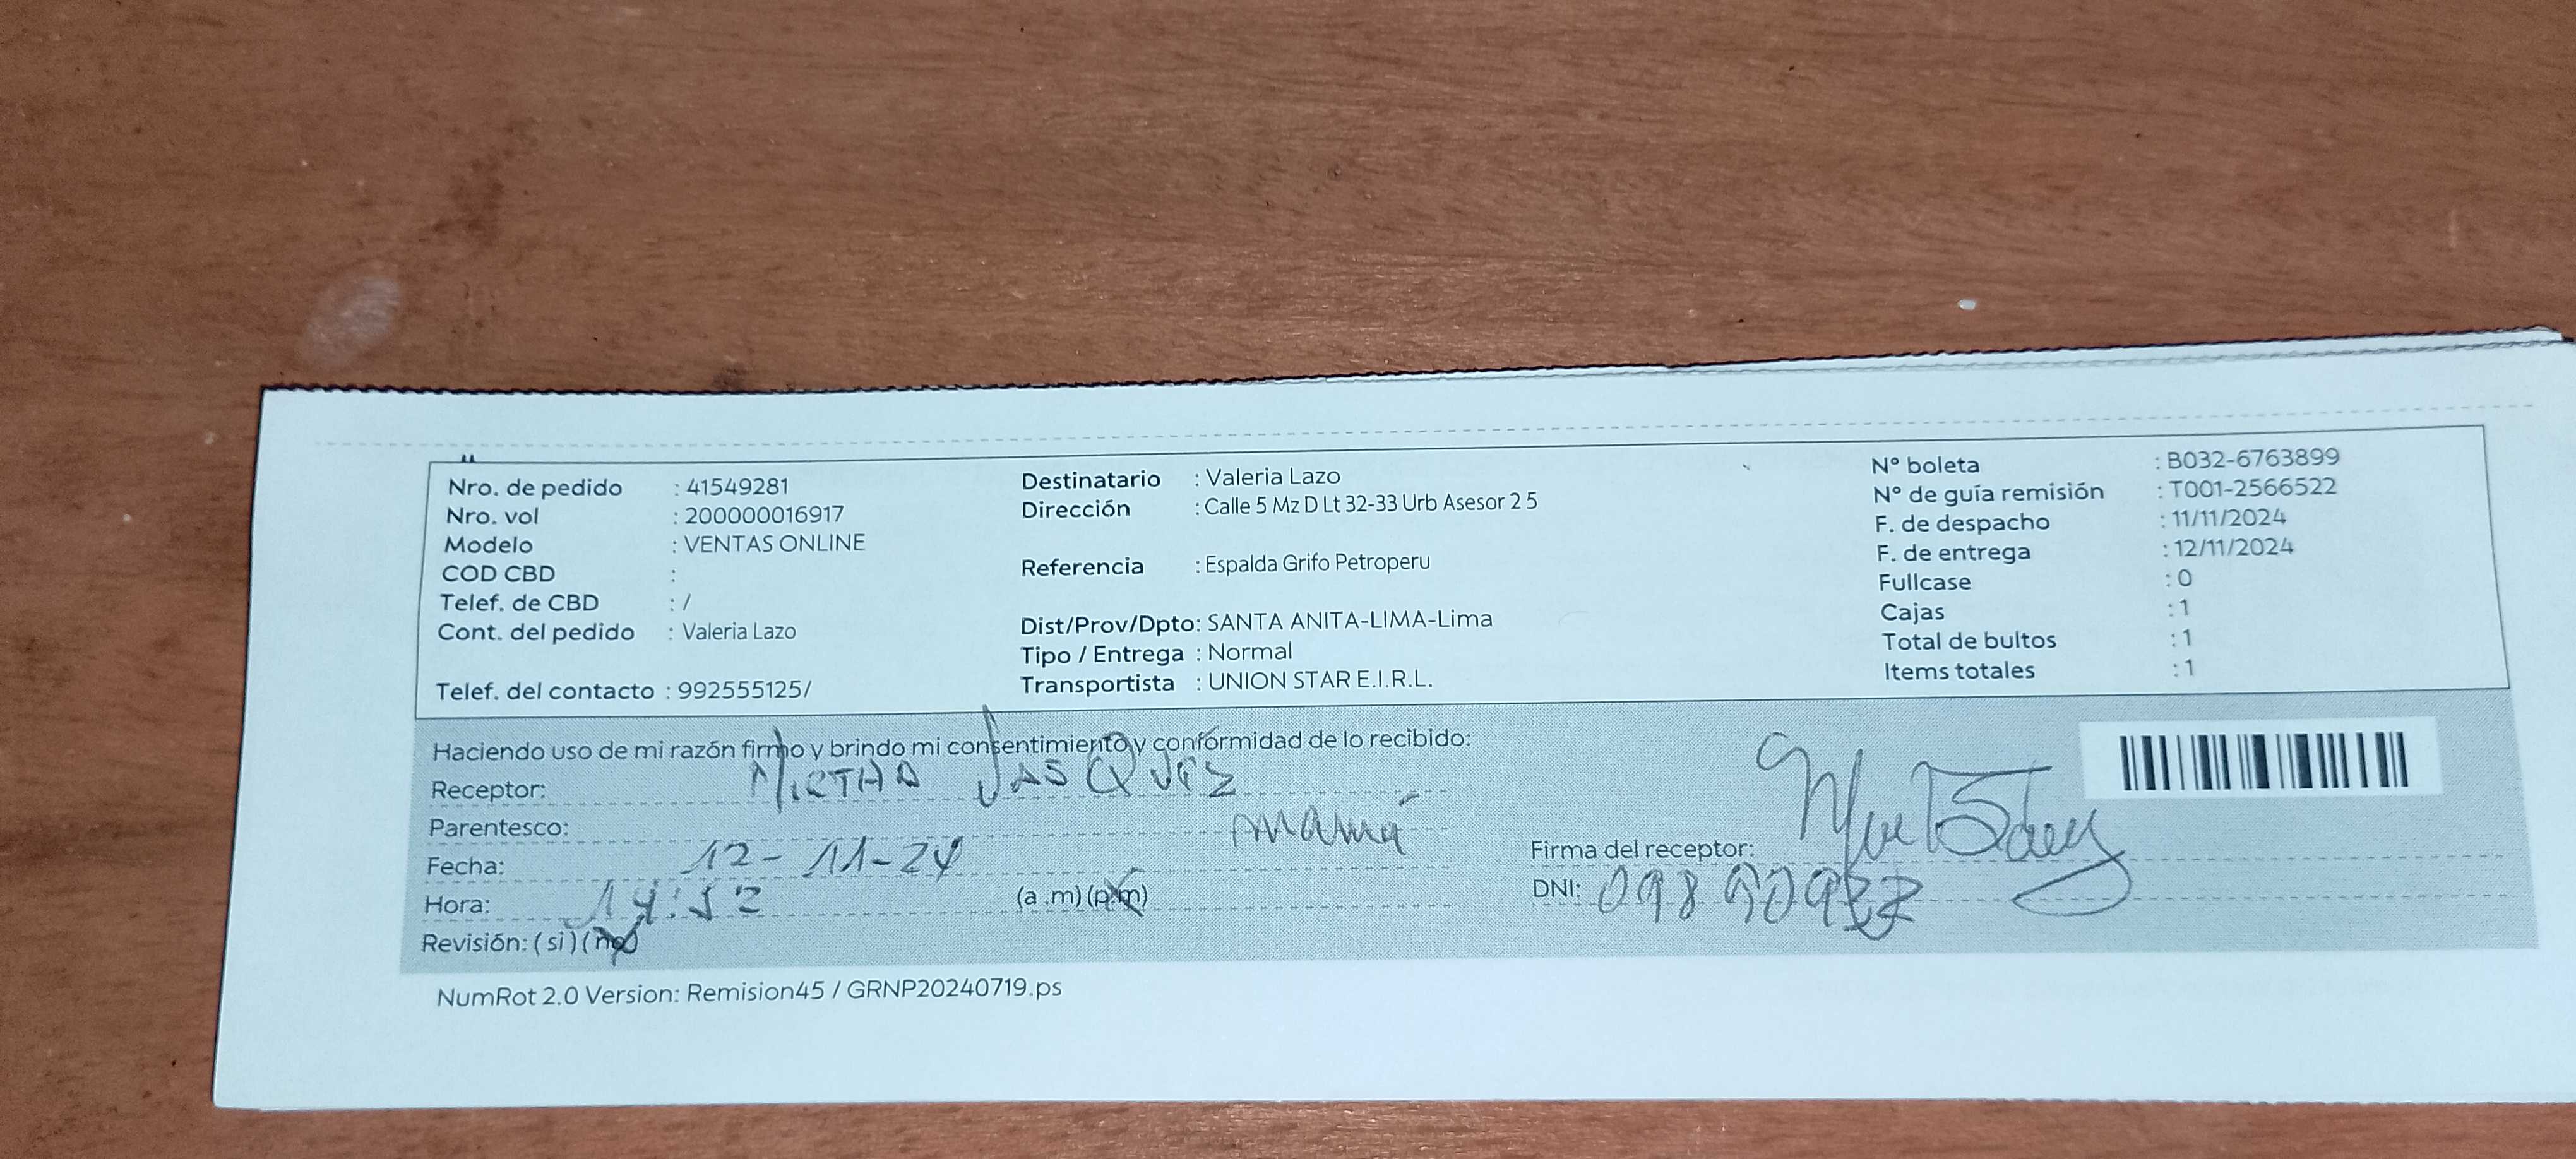 Nro. de pedido : 41549281
Nro. vol : 200000016917
Modelo : VENTAS ONLINE
COD CBD :
Telef. de CBD : /
Cont. del pedido : Valeria Lazo
Telef. del contacto : 992555125/
Destinatario : Valeria Lazo
Dirección : Calle 5 Mz D Lt 32-33 Urb Asesor 2 5
Referencia : Espalda Grifo Petroperu
Dist/Prov/Dpto: SANTA ANITA-LIMA-Lima
Tipo / Entrega : Normal
Transportista : UNION STAR E.I.R.L.
N° boleta : B032-6763899
N° de guía remisión : T001-2566522
F. de despacho : 11/11/2024
F. de entrega : 12/11/2024
Fullcase : 0
Cajas : 1
Total de bultos : 1
Items totales : 1
Haciendo uso de mi razón firmo y brindo mi consentimiento y conformidad de lo recibido:
Receptor: MIRTHA
Parentesco: mamá
Fecha: 12-11-24
Hora: 14:52 (a .m) (p.m)
Revisión: ( si ) ( no)
Firma del receptor:
DNI:
NumRot 2.0 Version: Remision45 / GRNP20240719.ps